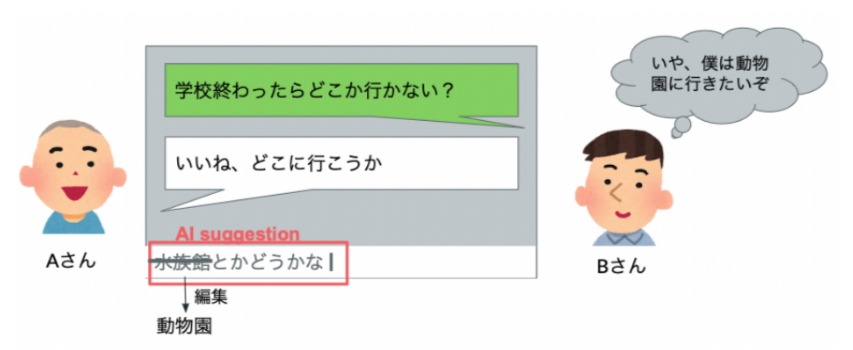 いや、僕は動物
園に行きたいぞ
学校終わったらどこか行かない？
いいね、どこに行こうか
AI suggestion
水族館とかどうかな
Aさん
Bさん
編集
動物園